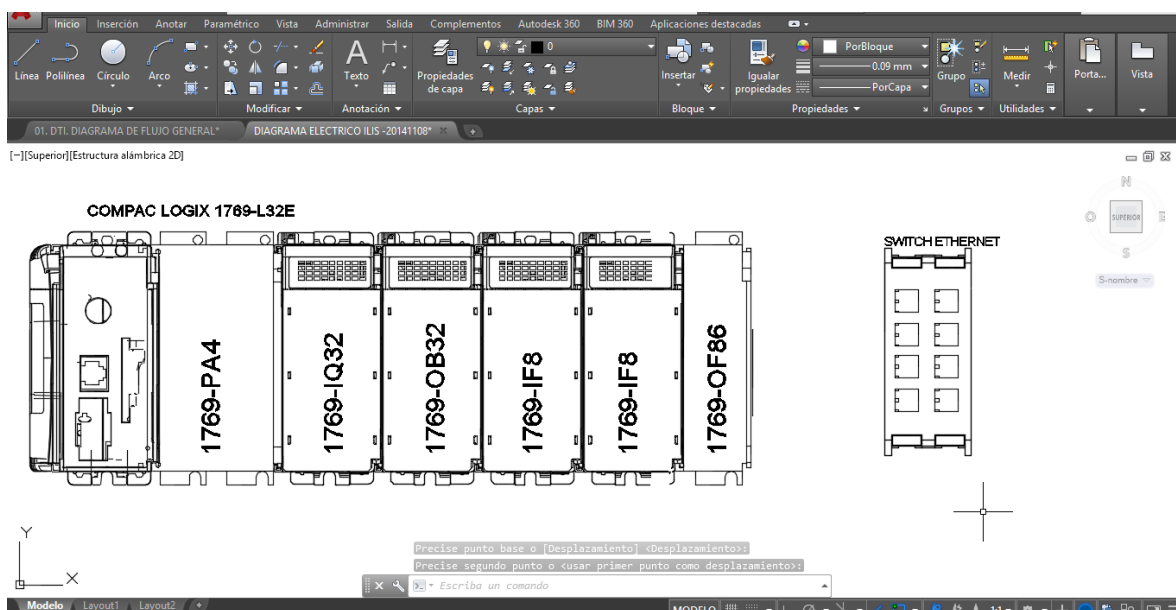 Inicio Inserción Anotar Paramétrico Vista Administrar Salida Complementos Autodesk 360 BIM 360 Aplicaciones destacadas
0
PorBloque
0.09 mm
PorCapa
Línea Polilínea Círculo Arco
Texto
Propiedades de capa
Insertar
Igualar propiedades
Grupo
Medir
Porta...
Vista
Dibujo Modificar Anotación Capas Bloque Propiedades Grupos Utilidades
01. DTI. DIAGRAMA DE FLUJO GENERAL* DIAGRAMA ELECTRICO ILIS -20141108*
[−][Superior][Estructura alámbrica 2D]
N
O SUPERIOR E
S
S-nombre
COMPAC LOGIX 1769-L32E
SWITCH ETHERNET
1769-PA4
1769-IQ32
1769-OB32
1769-IF8
1769-IF8
1769-OF86
Y
X
Precise punto base o [Desplazamiento] <Desplazamiento>:
Precise segundo punto o <usar primer punto como desplazamiento>:
Escriba un comando
Modelo Layout1 Layout2
MODELO
1:1